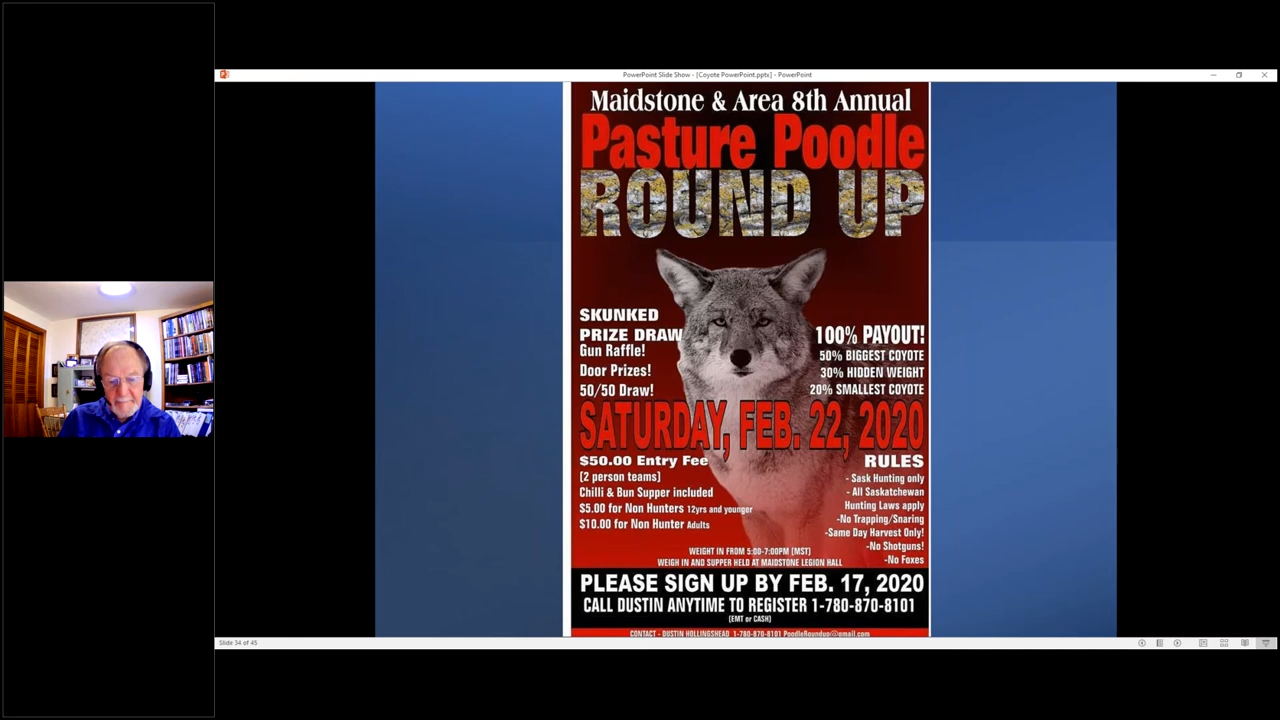 PowerPoint Slide Show - [Coyote PowerPoint.pptx] - PowerPoint
Maidstone & Area 8th Annual
Pasture Poodle
ROUND UP
SKUNKED
PRIZE DRAW
Gun Raffle!
Door Prizes!
50/50 Draw!
100% PAYOUT!
50% BIGGEST COYOTE
30% HIDDEN WEIGHT
20% SMALLEST COYOTE
SATURDAY, FEB. 22, 2020
$50.00 Entry Fee
[2 person teams]
Chilli & Bun Supper included
$5.00 for Non Hunters 12yrs and younger
$10.00 for Non Hunter Adults
RULES
- Sask Hunting only
- All Saskatchewan
Hunting Laws apply
-No Trapping/Snaring
-Same Day Harvest Only!
-No Shotguns!
-No Foxes
WEIGHT IN FROM 5:00-7:00PM (MST)
WEIGH IN AND SUPPER HELD AT MAIDSTONE LEGION HALL
PLEASE SIGN UP BY FEB. 17, 2020
CALL DUSTIN ANYTIME TO REGISTER 1-780-870-8101
(EMT or CASH)
CONTACT - DUSTIN HOLLINGSHEAD 1-780-870-8101 PoodleRoundup@gmail.com
Slide 34 of 45